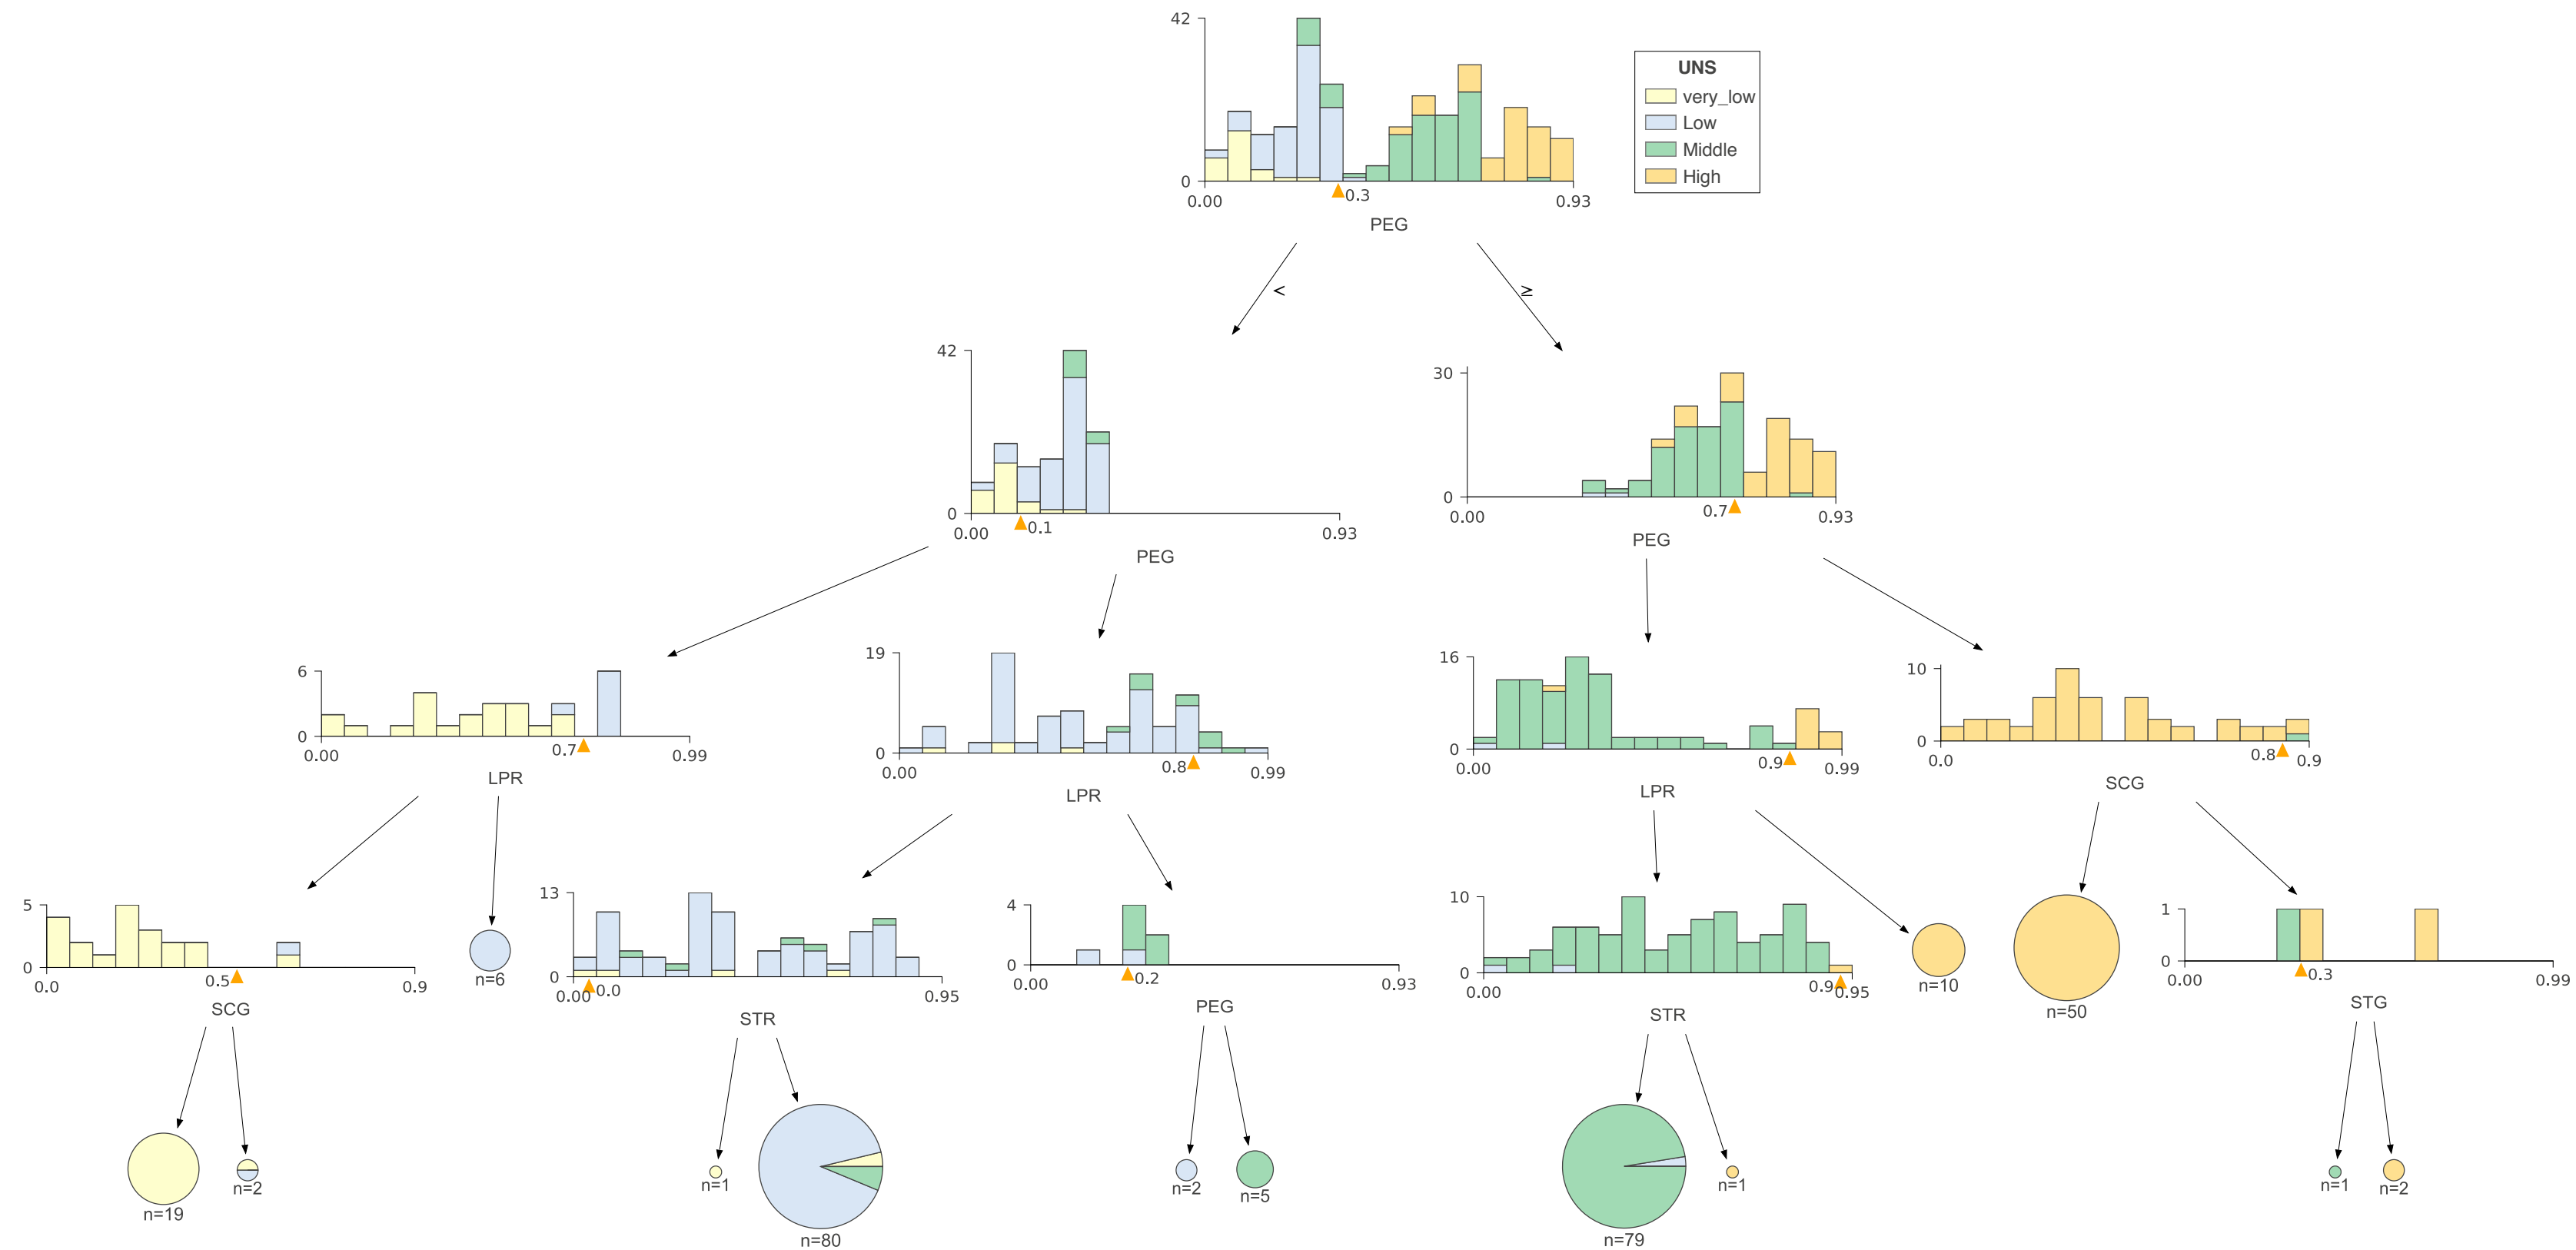 42
0
0.00
0.3
0.93
PEG
UNS
very_low
Low
Middle
High
<
≥
42
0
0.00
0.1
0.93
PEG
30
0
0.00
0.7
0.93
PEG
6
0
0.00
0.7
0.99
LPR
19
0
0.00
0.8
0.99
LPR
16
0
0.00
0.9
0.99
LPR
10
0
0.0
0.8
0.9
SCG
5
0
0.0
0.5
0.9
SCG
n=6
13
0
0.00
0.0
0.95
STR
4
0
0.00
0.2
0.93
PEG
10
0
0.00
0.9
0.95
STR
n=10
n=50
1
0
0.00
0.3
0.99
STG
n=19
n=2
n=1
n=80
n=2
n=5
n=79
n=1
n=1
n=2